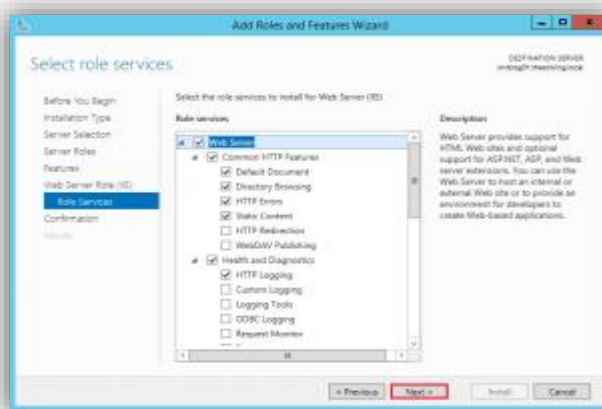 Add Roles and Features Wizard
Select role services
DESTINATION SERVER
Before You Begin
Installation Type
Server Selection
Server Roles
Features
Web Server Role (IIS)
Role Services
Confirmation
Results
Select the role services to install for Web Server (IIS)
Role services
Web Server
Common HTTP Features
Default Document
Directory Browsing
HTTP Errors
Static Content
HTTP Redirection
WebDAV Publishing
Health and Diagnostics
HTTP Logging
Custom Logging
Logging Tools
ODBC Logging
Request Monitor
Description
Web Server provides support for
HTML Web sites and optional
support for ASP.NET, ASP, and Web
server extensions. You can use the
Web Server to host an internal or
external Web site or to provide an
environment for developers to
create Web-based applications.
< Previous
Next >
Install
Cancel